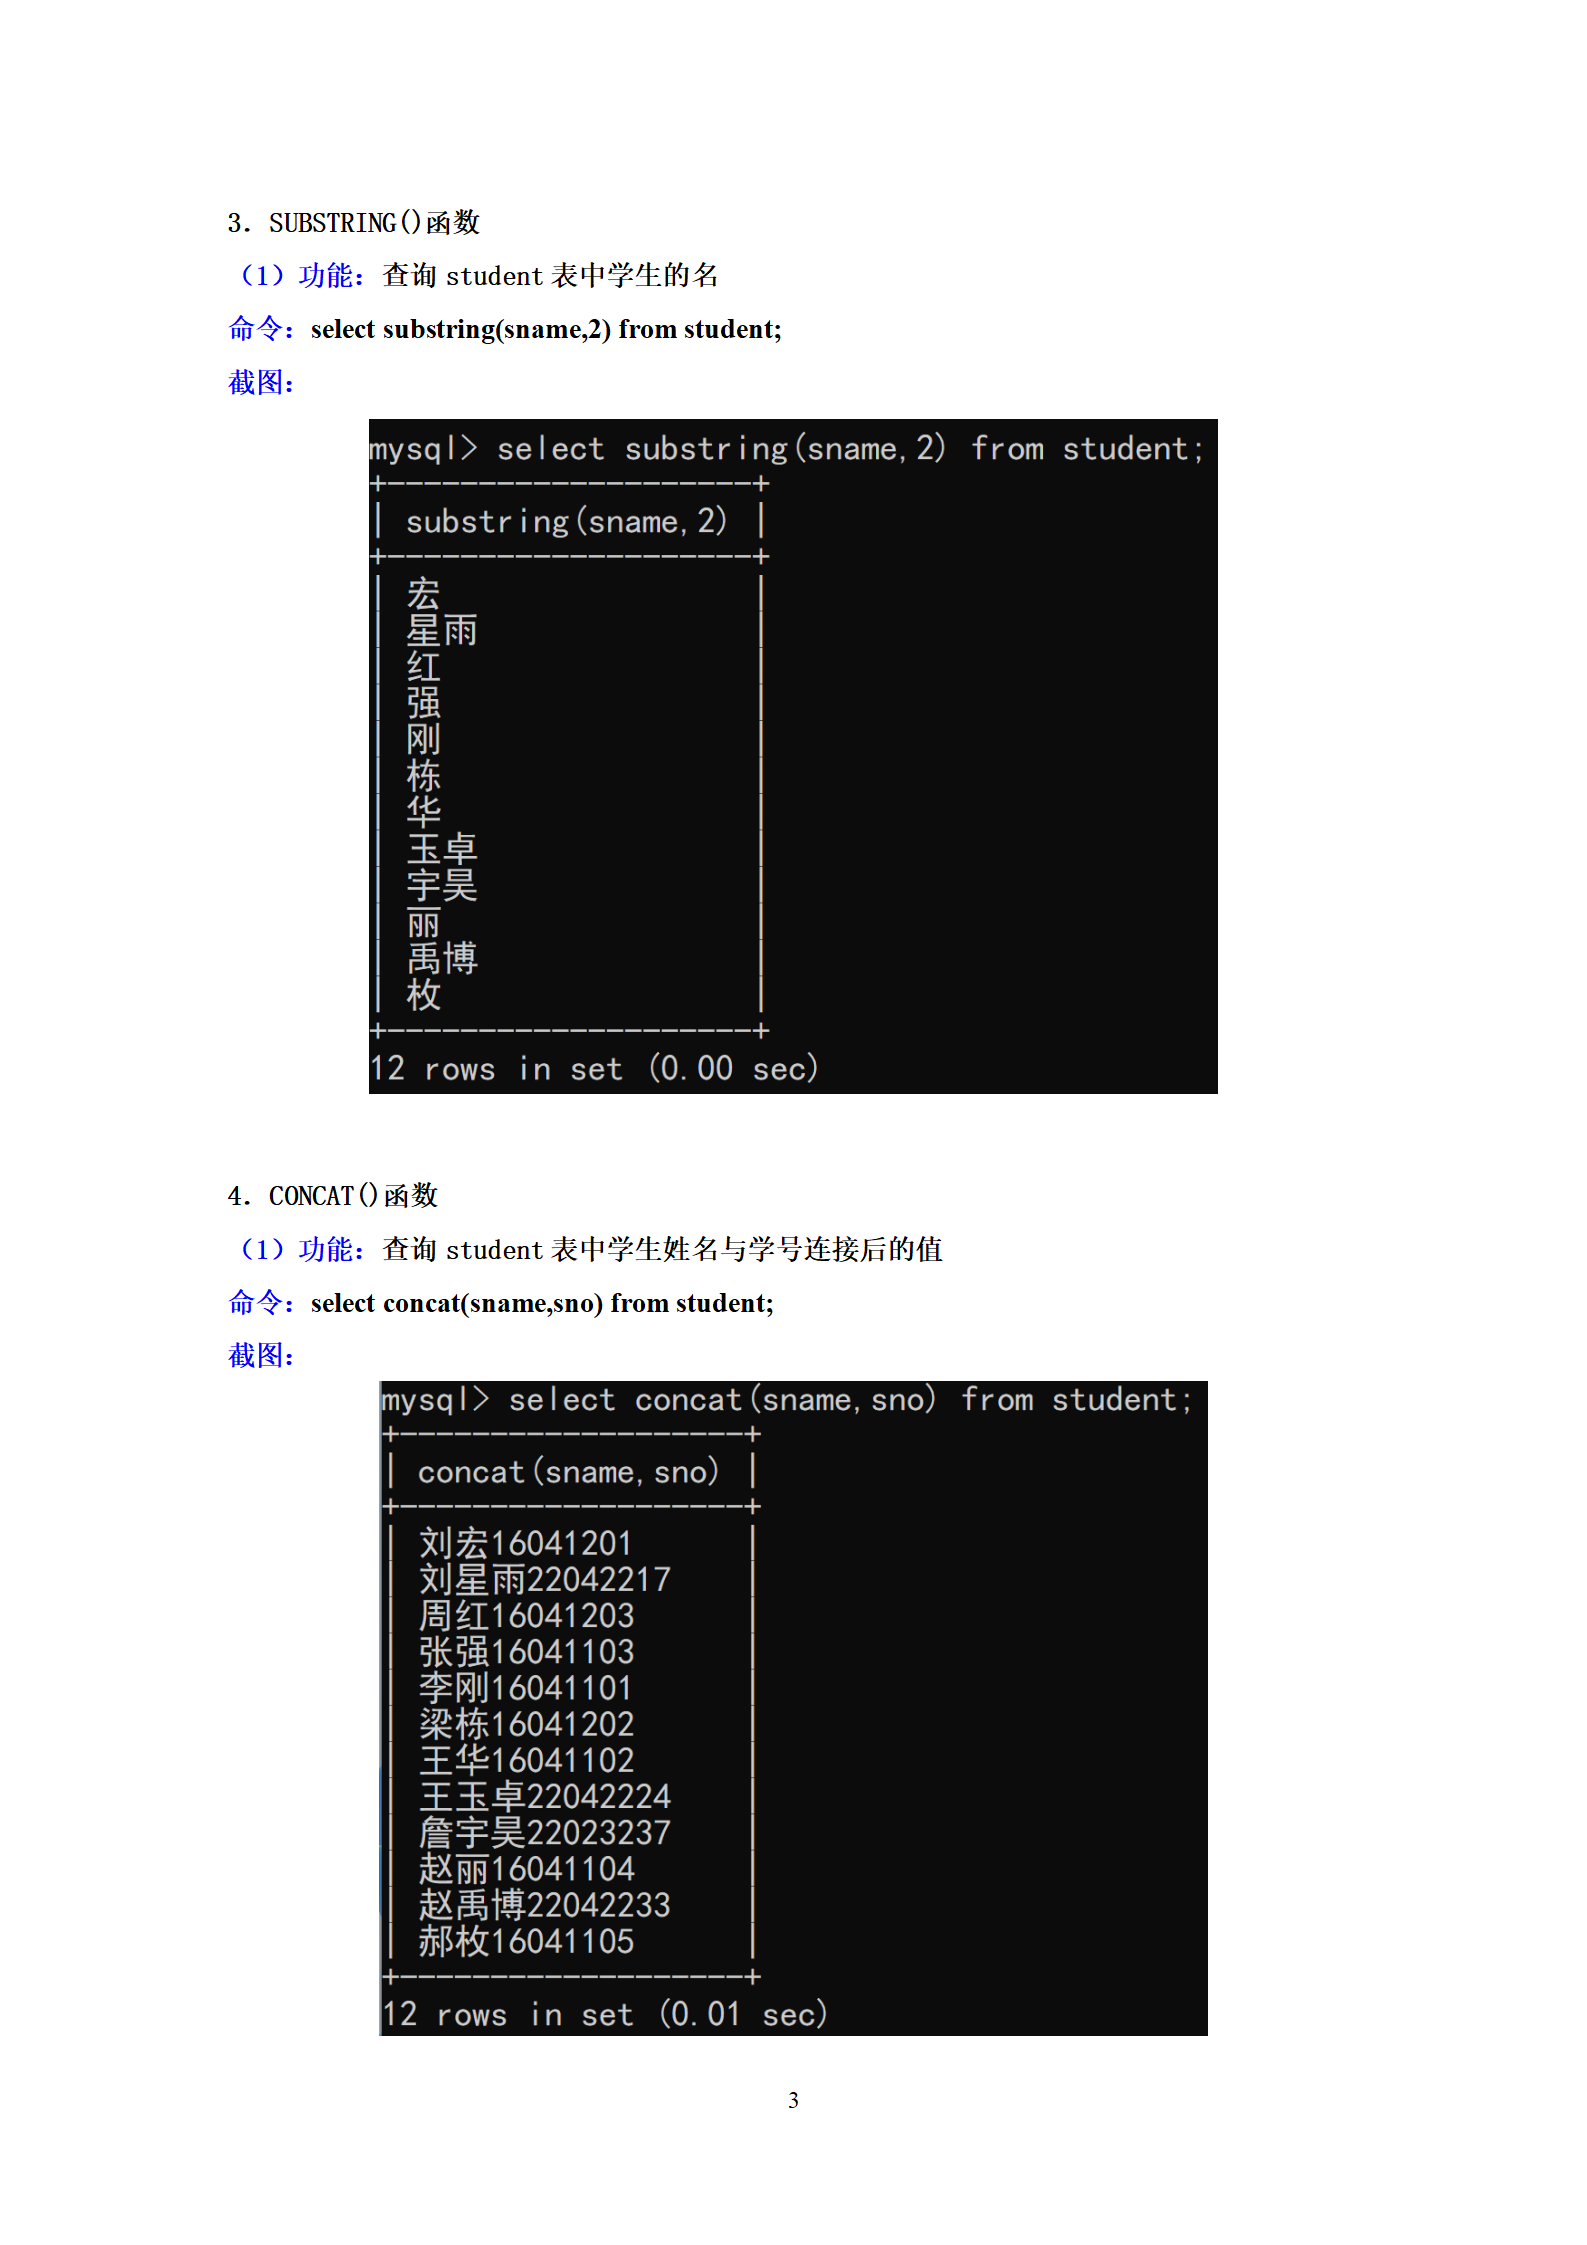 3. SUBSTRING()函数
（1）功能：查询 student 表中学生的名
命令：select substring(sname,2) from student;
截图：
mysql> select substring(sname,2) from student;
+--------------------+
| substring(sname,2) |
+--------------------+
| 宏 |
| 星雨 |
| 红 |
| 强 |
| 刚 |
| 栋 |
| 华 |
| 玉卓 |
| 宇昊 |
| 丽 |
| 禹博 |
| 枚 |
+--------------------+
12 rows in set (0.00 sec)
4. CONCAT()函数
（1）功能：查询 student 表中学生姓名与学号连接后的值
命令：select concat(sname,sno) from student;
截图：
mysql> select concat(sname,sno) from student;
+-------------------+
| concat(sname,sno) |
+-------------------+
| 刘宏16041201 |
| 刘星雨22042217 |
| 周红16041203 |
| 张强16041103 |
| 李刚16041101 |
| 梁栋16041202 |
| 王华16041102 |
| 王玉卓22042224 |
| 詹宇昊22023237 |
| 赵丽16041104 |
| 赵禹博22042233 |
| 郝枚16041105 |
+-------------------+
12 rows in set (0.01 sec)
3